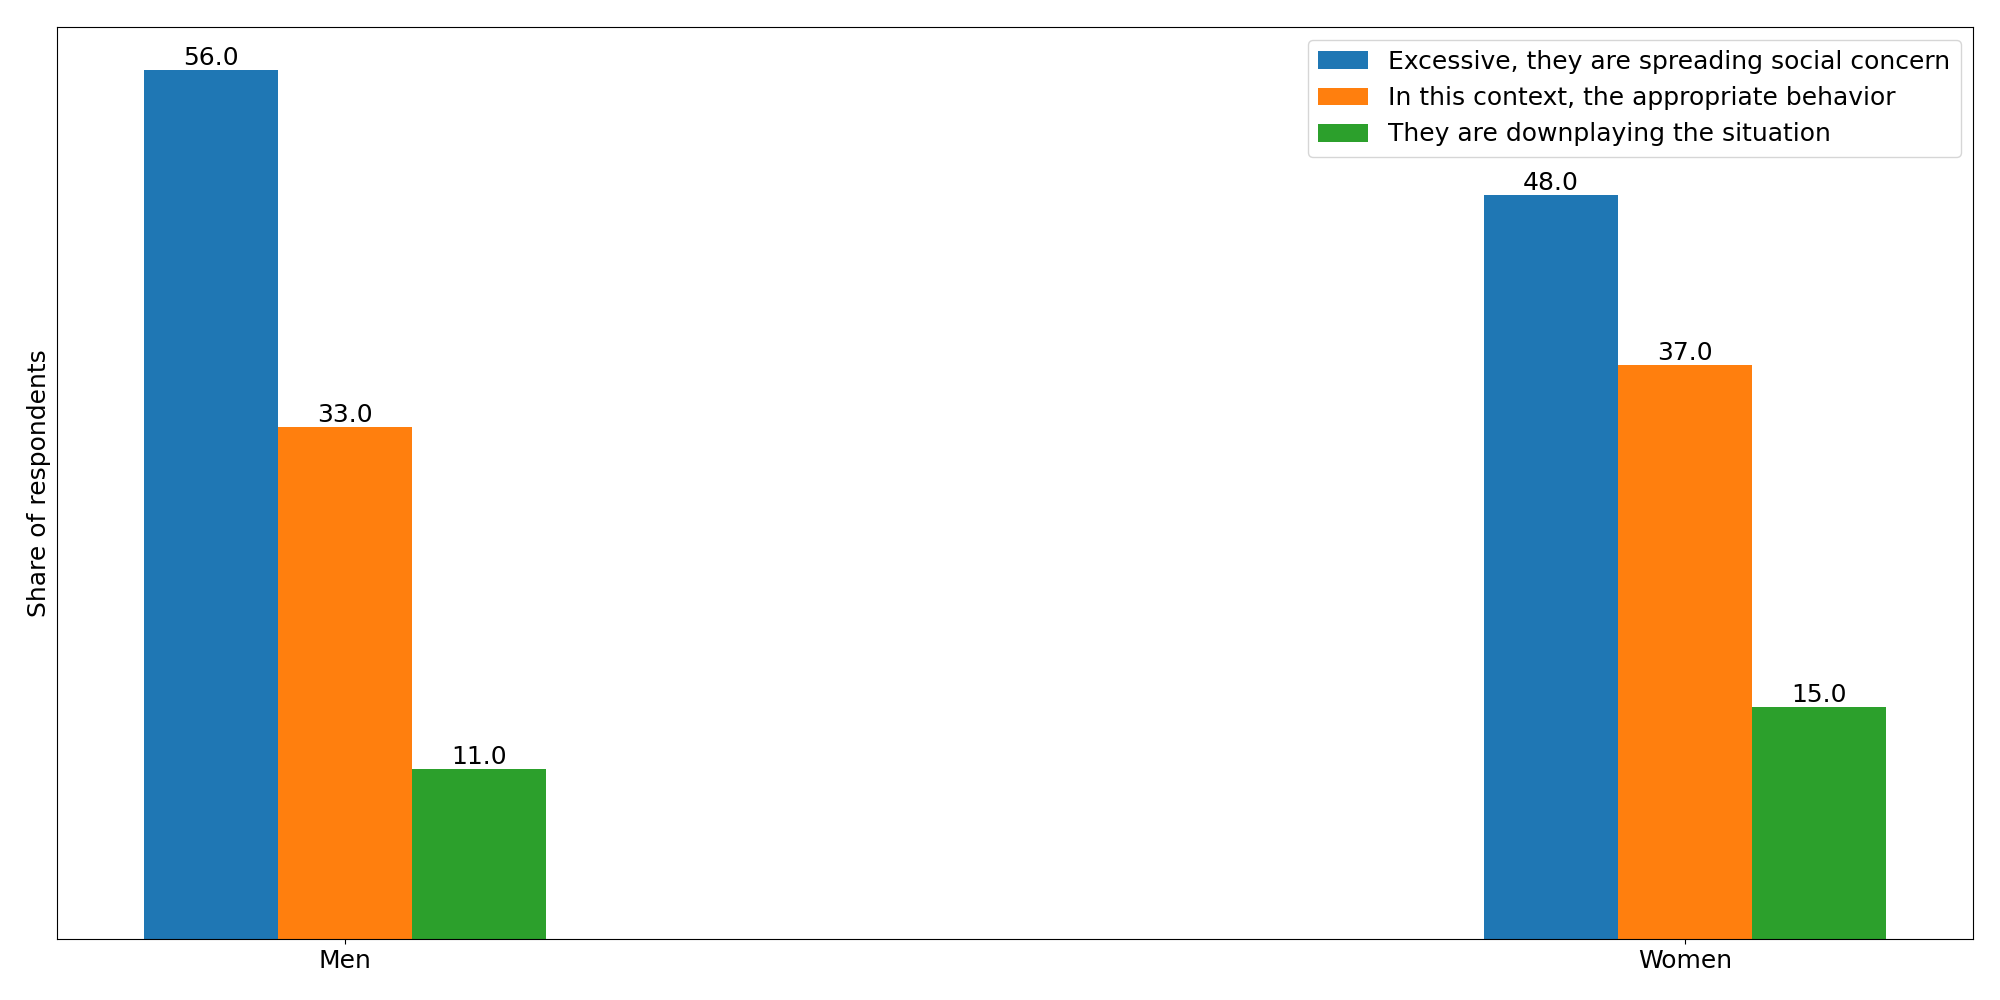 56.0
Excessive, they are spreading social concern
In this context, the appropriate behavior
They are downplaying the situation
48.0
37.0
33.0
15.0
11.0
Share of respondents
Men
Women